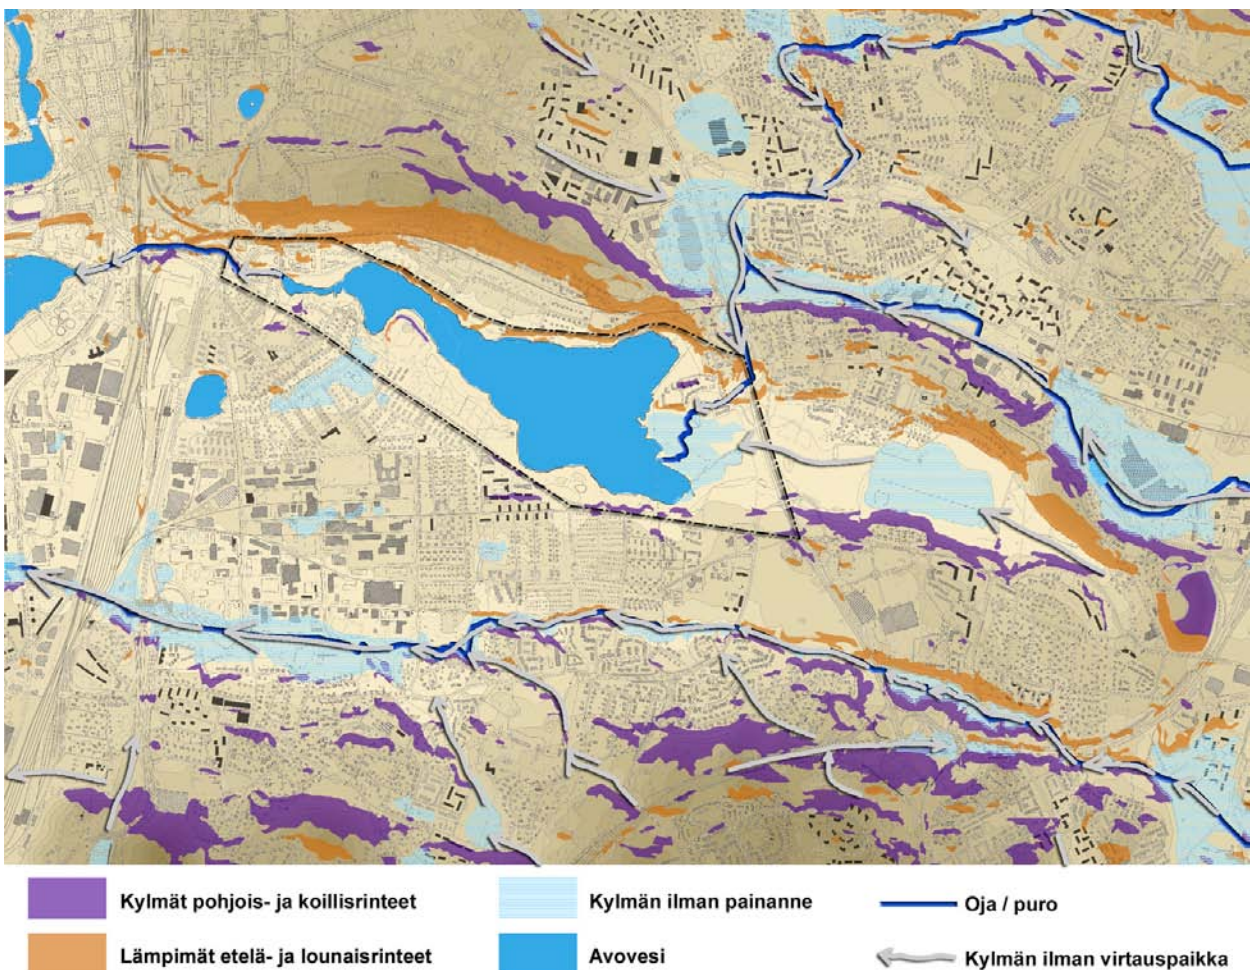 Kylmät pohjois- ja koillisrinteet
Kylmän ilman painanne
Oja / puro
Lämpimät etelä- ja lounaisrinteet
Avovesi
Kylmän ilman virtauspaikka